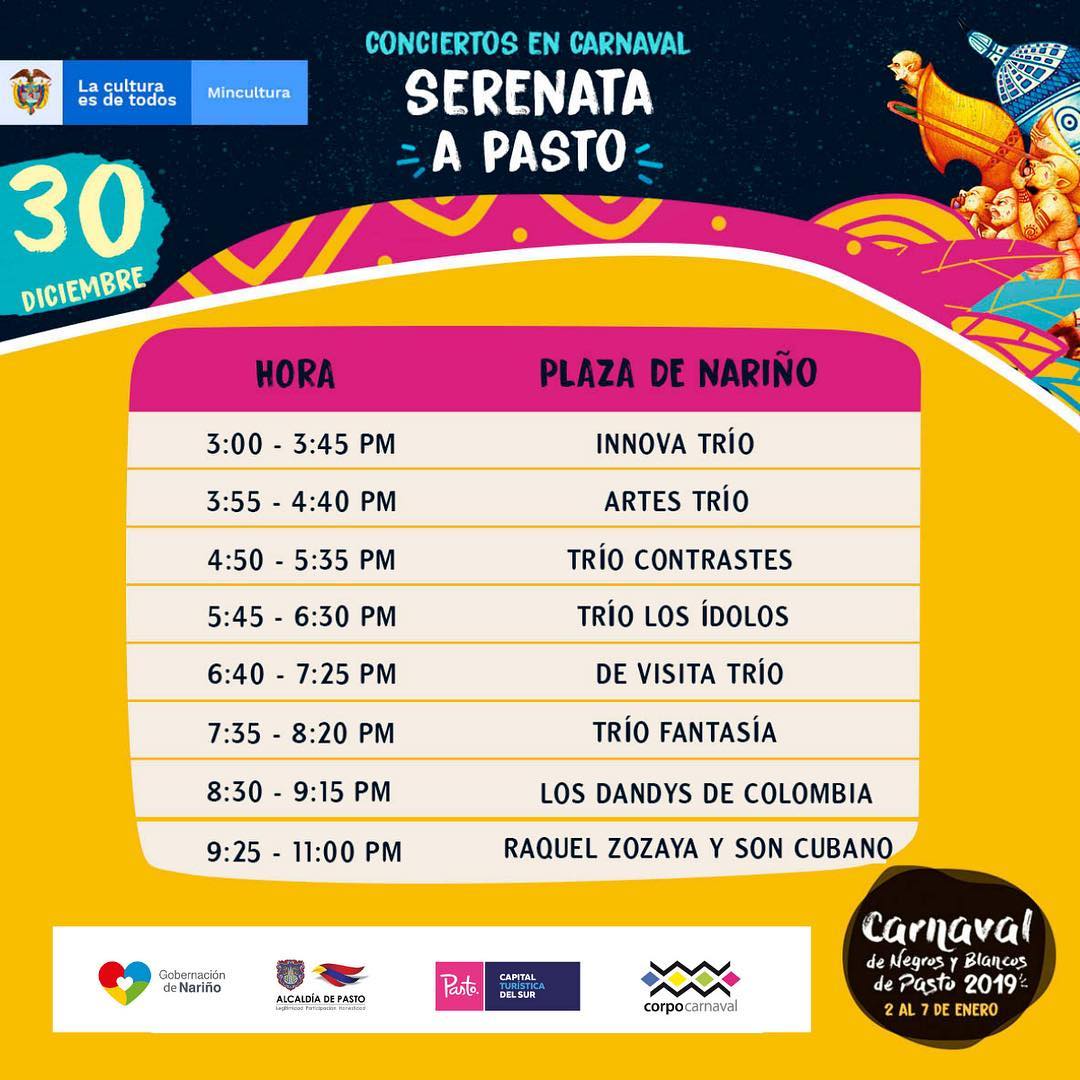 CONCIERTOS EN CARNAVAL
SERENATA
A PASTO
La cultura
es de todos
Mincultura
30
DICIEMBRE
HORA PLAZA DE NARIÑO
3:00 - 3:45 PM INNOVA TRÍO
3:55 - 4:40 PM ARTES TRÍO
4:50 - 5:35 PM TRÍO CONTRASTES
5:45 - 6:30 PM TRÍO LOS ÍDOLOS
6:40 - 7:25 PM DE VISITA TRÍO
7:35 - 8:20 PM TRÍO FANTASÍA
8:30 - 9:15 PM LOS DANDYS DE COLOMBIA
9:25 - 11:00 PM RAQUEL ZOZAYA Y SON CUBANO
Gobernación
de Nariño
ALCALDÍA DE PASTO
Legitimidad Participación Honestidad
Pasto.
CAPITAL
TURÍSTICA
DEL SUR
corpocarnaval
Carnaval
de Negros y Blancos
de Pasto 2019
2 AL 7 DE ENERO